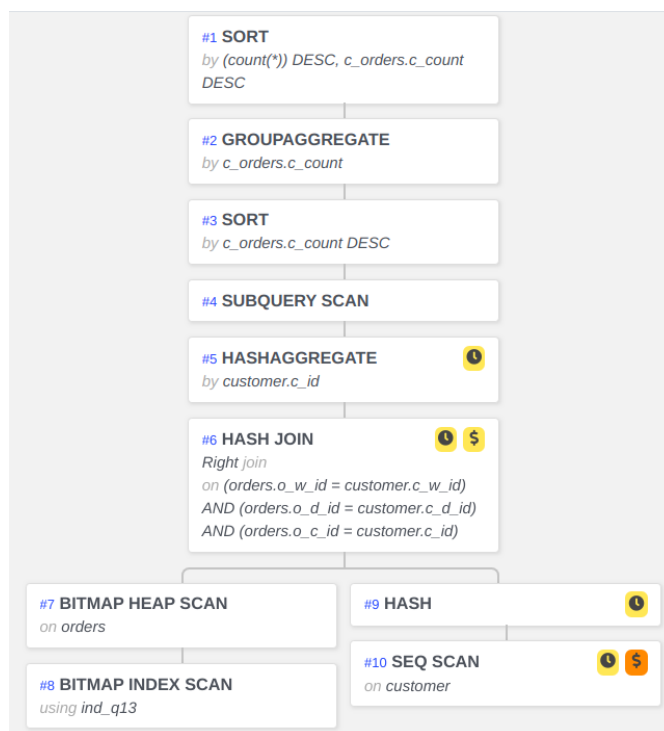 #1 SORT
by (count(*)) DESC, c_orders.c_count
DESC
#2 GROUPAGGREGATE
by c_orders.c_count
#3 SORT
by c_orders.c_count DESC
#4 SUBQUERY SCAN
#5 HASHAGGREGATE
by customer.c_id
#6 HASH JOIN $
Right join
on (orders.o_w_id = customer.c_w_id)
AND (orders.o_d_id = customer.c_d_id)
AND (orders.o_c_id = customer.c_id)
#7 BITMAP HEAP SCAN
on orders
#8 BITMAP INDEX SCAN
using ind_q13
#9 HASH
#10 SEQ SCAN $
on customer